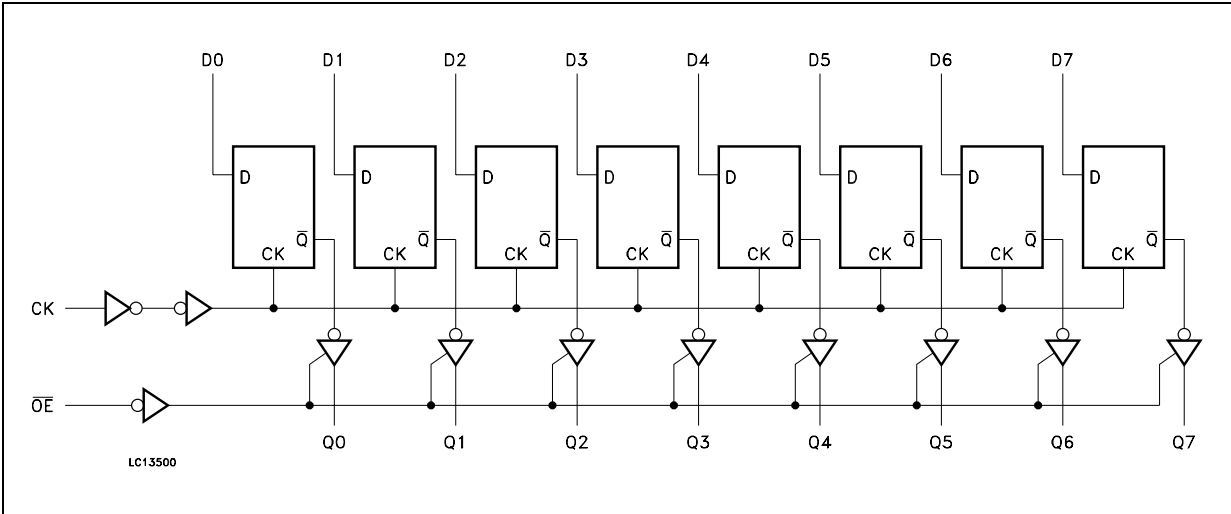 D0 D1 D2 D3 D4 D5 D6 D7
D D D D D D D D
Q̅ Q̅ Q̅ Q̅ Q̅ Q̅ Q̅ Q̅
CK CK CK CK CK CK CK CK
CK
O̅E̅
Q0 Q1 Q2 Q3 Q4 Q5 Q6 Q7
LC13500